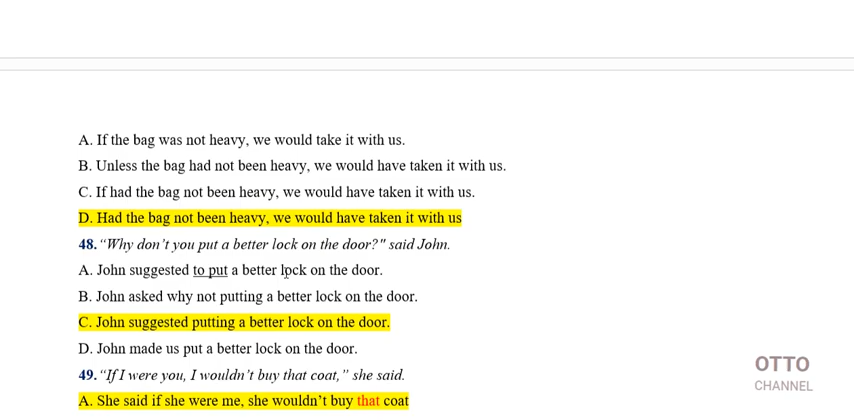 A. If the bag was not heavy, we would take it with us.
B. Unless the bag had not been heavy, we would have taken it with us.
C. If had the bag not been heavy, we would have taken it with us.
D. Had the bag not been heavy, we would have taken it with us
48. “Why don’t you put a better lock on the door?" said John.
A. John suggested to put a better lock on the door.
B. John asked why not putting a better lock on the door.
C. John suggested putting a better lock on the door.
D. John made us put a better lock on the door.
49. “If I were you, I wouldn’t buy that coat,” she said.
A. She said if she were me, she wouldn’t buy that coat
OTTO
CHANNEL